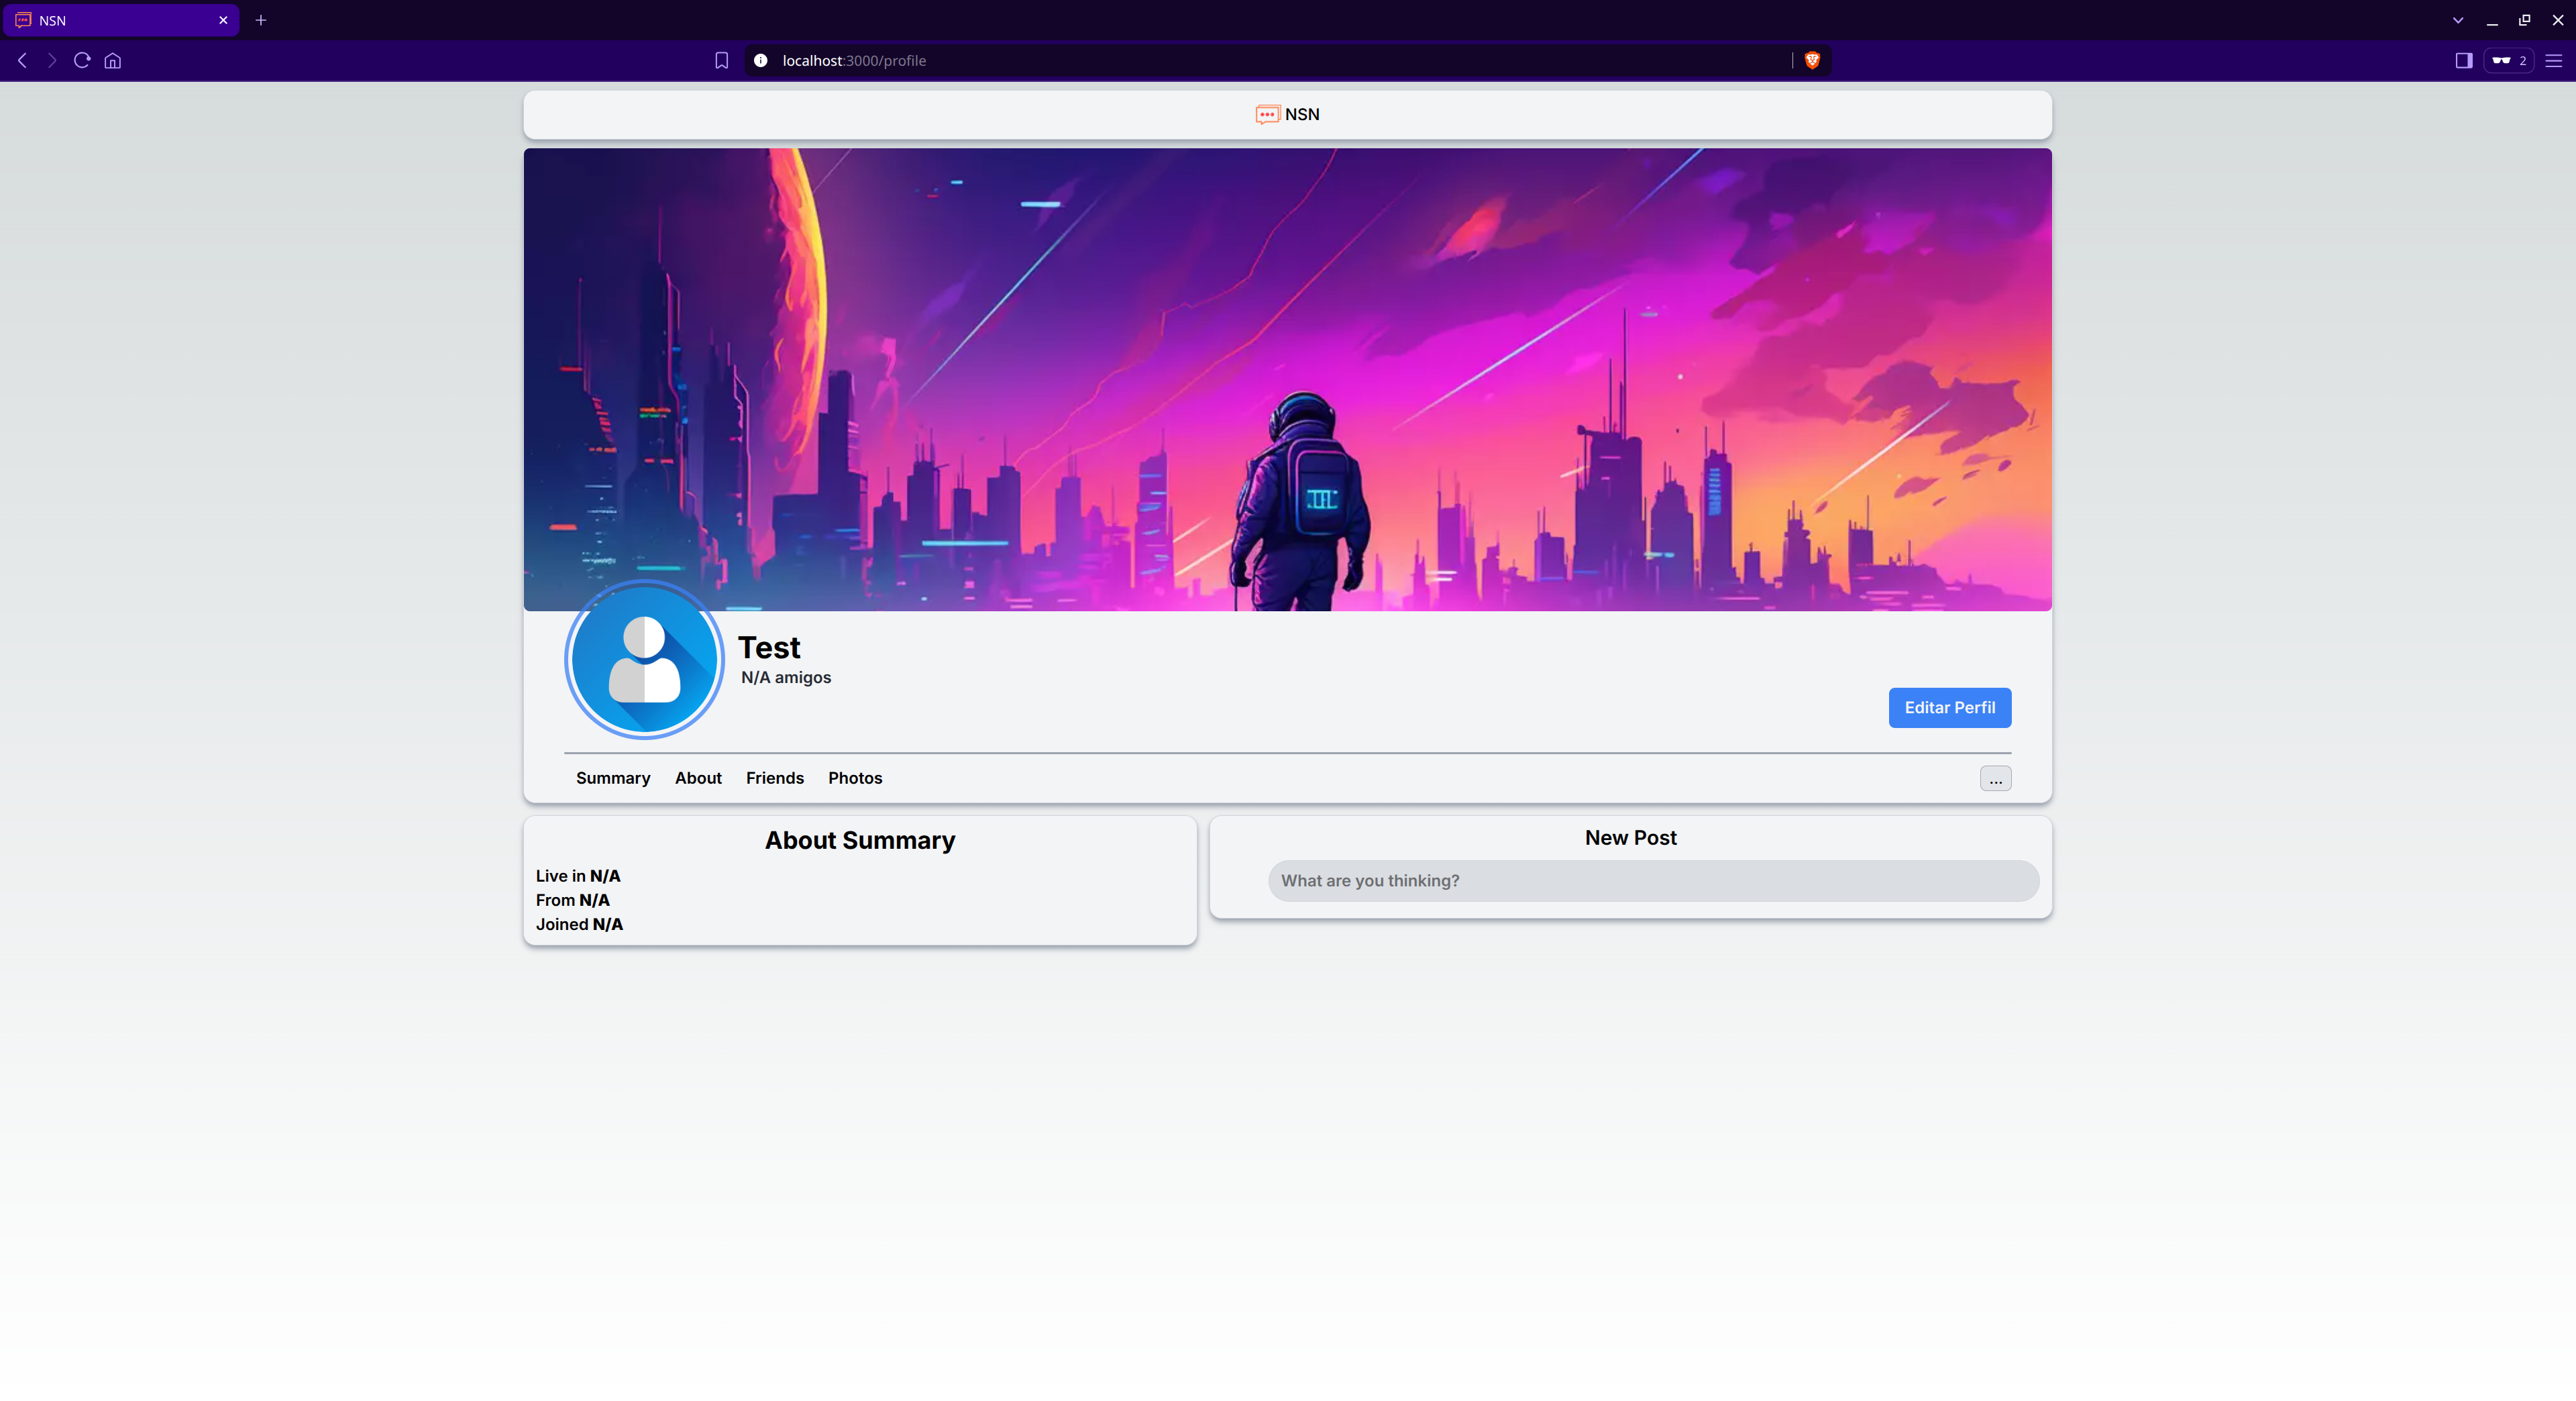 NSN
localhost:3000/profile
2
NSN
Test
N/A amigos
Editar Perfil
Summary About Friends Photos ...
About Summary
Live in N/A
From N/A
Joined N/A
New Post
What are you thinking?